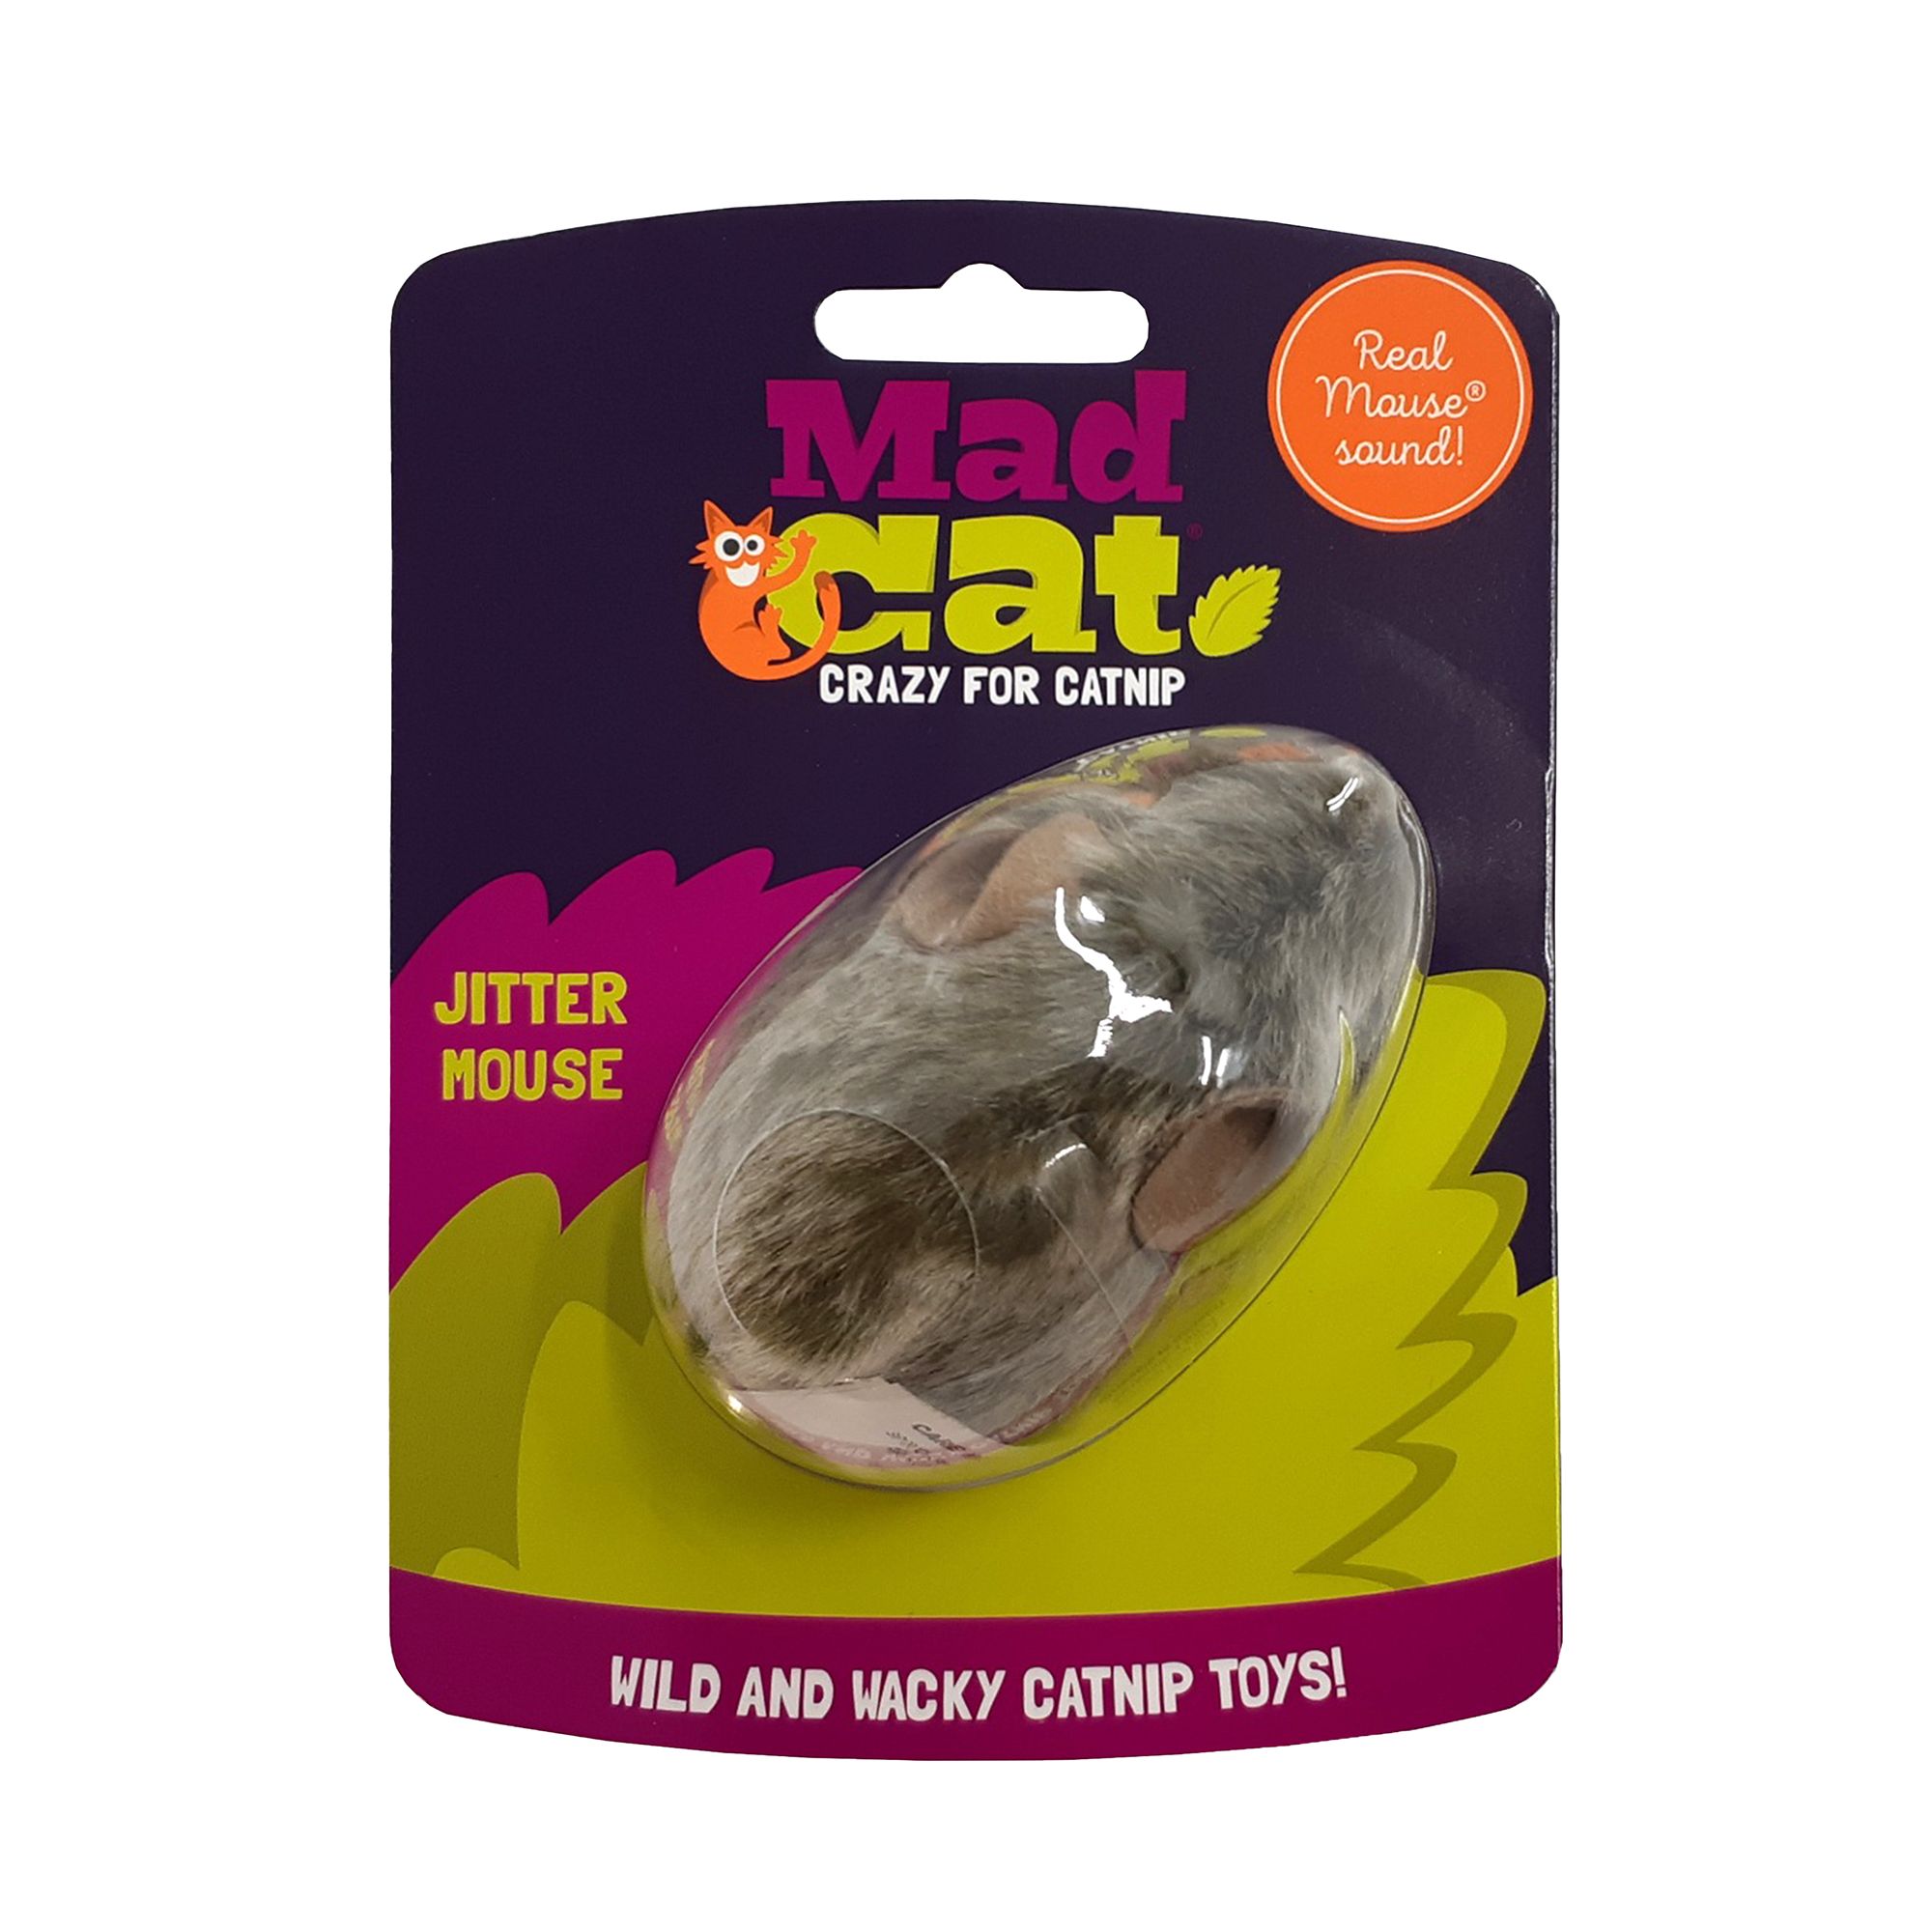 Real
Mouse®
sound!
Mad
Cat®
CRAZY FOR CATNIP
JITTER
MOUSE
WILD AND WACKY CATNIP TOYS!